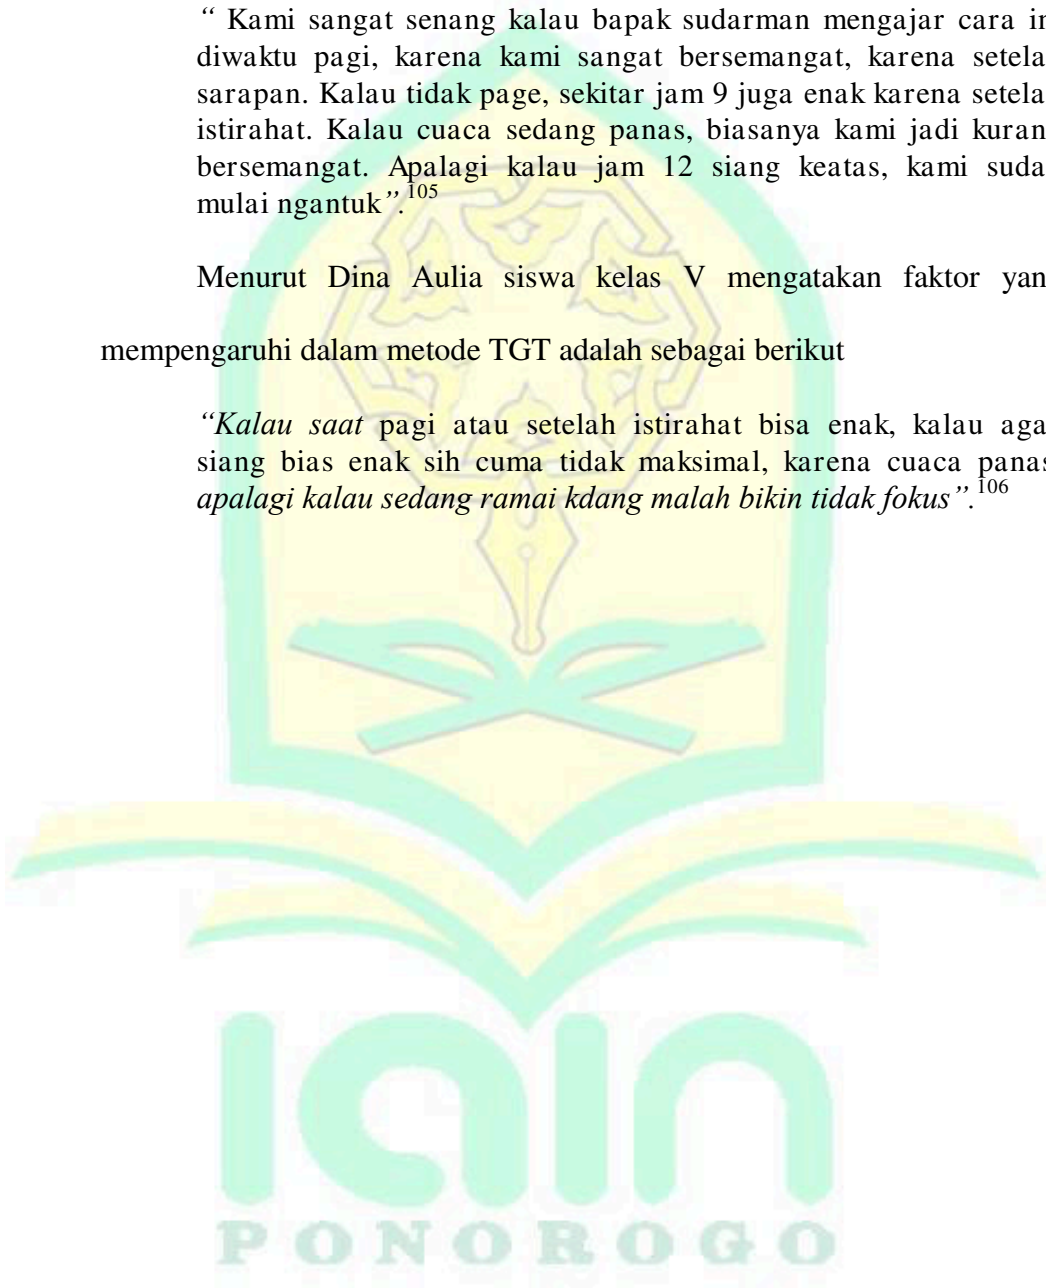 “ Kami sangat senang kalau bapak sudarman mengajar cara in
diwaktu pagi, karena kami sangat bersemangat, karena setela
sarapan. Kalau tidak page, sekitar jam 9 juga enak karena setela
istirahat. Kalau cuaca sedang panas, biasanya kami jadi kuran
bersemangat. Apalagi kalau jam 12 siang keatas, kami suda
mulai ngantuk”.105
Menurut Dina Aulia siswa kelas V mengatakan faktor yan
mempengaruhi dalam metode TGT adalah sebagai berikut
“Kalau saat pagi atau setelah istirahat bisa enak, kalau aga
siang bias enak sih cuma tidak maksimal, karena cuaca panas
apalagi kalau sedang ramai kdang malah bikin tidak fokus”.106
iain
PONOROGO